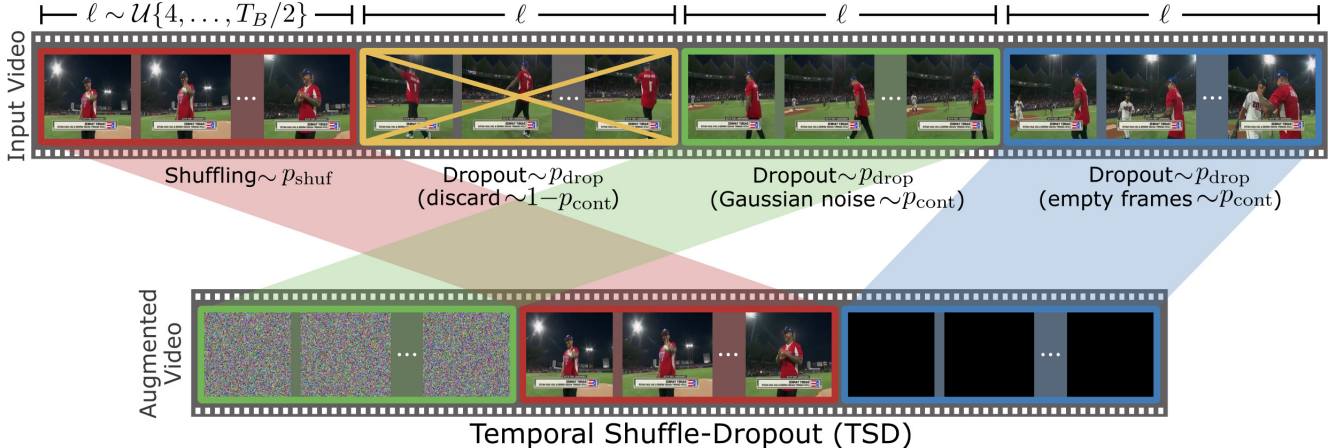 ℓ ∼ 𝒰{4, . . . , T_B/2}
ℓ
ℓ
ℓ
Input Video
Shuffling∼ p_shuf
Dropout∼p_drop
(discard ∼1−p_cont)
Dropout∼p_drop
(Gaussian noise ∼p_cont)
Dropout∼p_drop
(empty frames ∼p_cont)
Augmented
Video
Temporal Shuffle-Dropout (TSD)